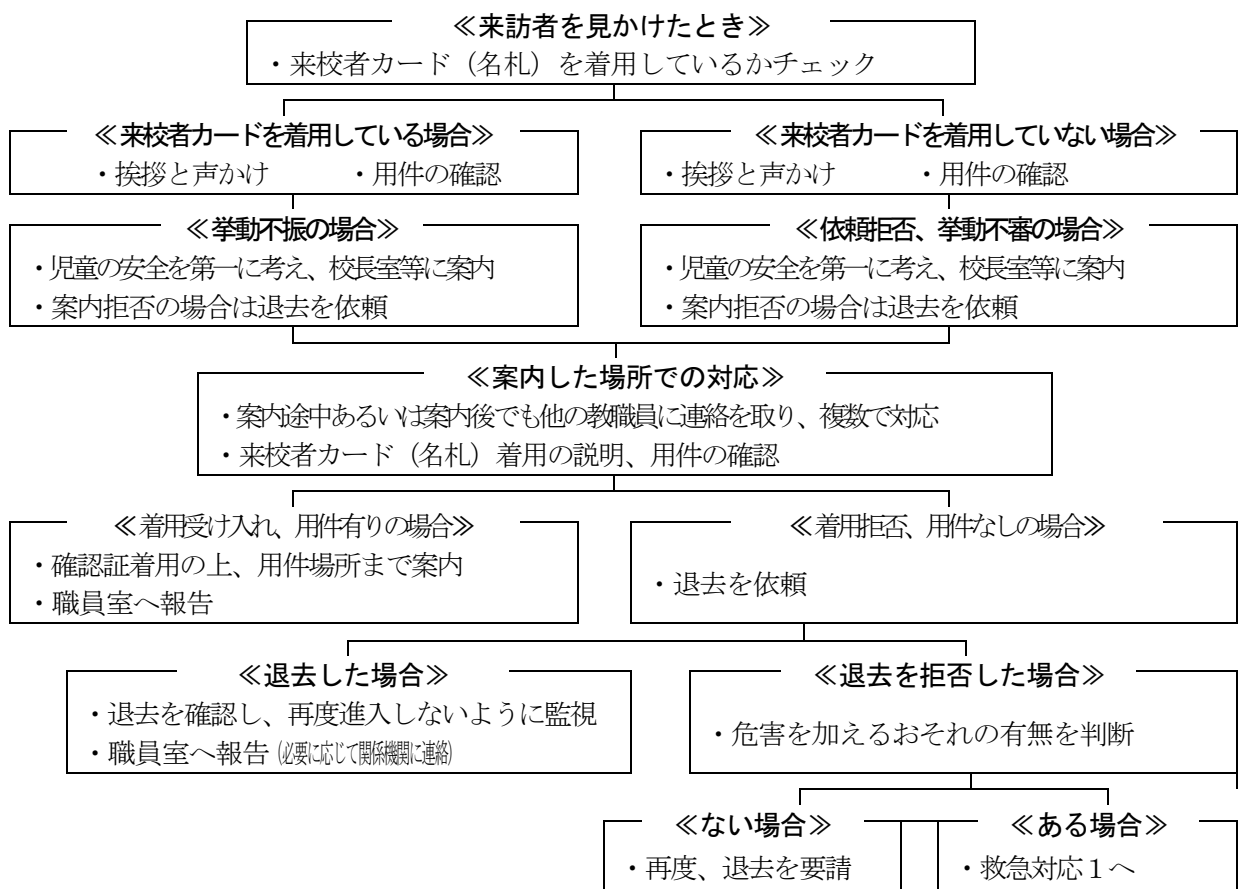 ≪来訪者を見かけたとき≫
・来校者カード（名札）を着用しているかチェック
≪来校者カードを着用している場合≫
・挨拶と声かけ　　・用件の確認
≪来校者カードを着用していない場合≫
・挨拶と声かけ　　・用件の確認
≪挙動不振の場合≫
・児童の安全を第一に考え、校長室等に案内
・案内拒否の場合は退去を依頼
≪依頼拒否、挙動不審の場合≫
・児童の安全を第一に考え、校長室等に案内
・案内拒否の場合は退去を依頼
≪案内した場所での対応≫
・案内途中あるいは案内後でも他の教職員に連絡を取り、複数で対応
・来校者カード（名札）着用の説明、用件の確認
≪着用受け入れ、用件有りの場合≫
・確認証着用の上、用件場所まで案内
・職員室へ報告
≪着用拒否、用件なしの場合≫
・退去を依頼
≪退去した場合≫
・退去を確認し、再度進入しないように監視
・職員室へ報告（必要に応じて関係機関に連絡）
≪退去を拒否した場合≫
・危害を加えるおそれの有無を判断
≪ない場合≫
・再度、退去を要請
≪ある場合≫
・救急対応１へ